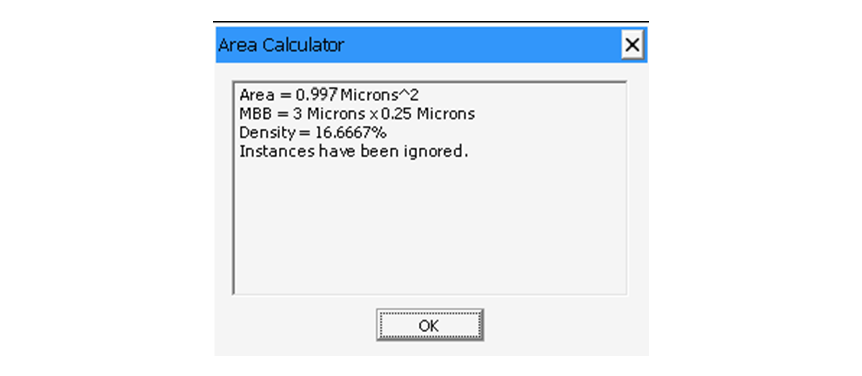 Area Calculator
Area = 0.997 Microns^2
MBB = 3 Microns x 0.25 Microns
Density = 16.6667%
Instances have been ignored.
OK